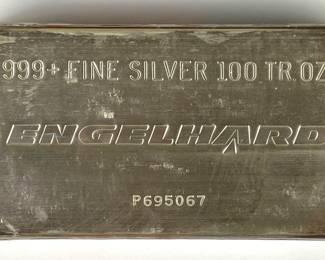 999+ FINE SILVER 100 TR. OZ
ENGELHARD
P695067